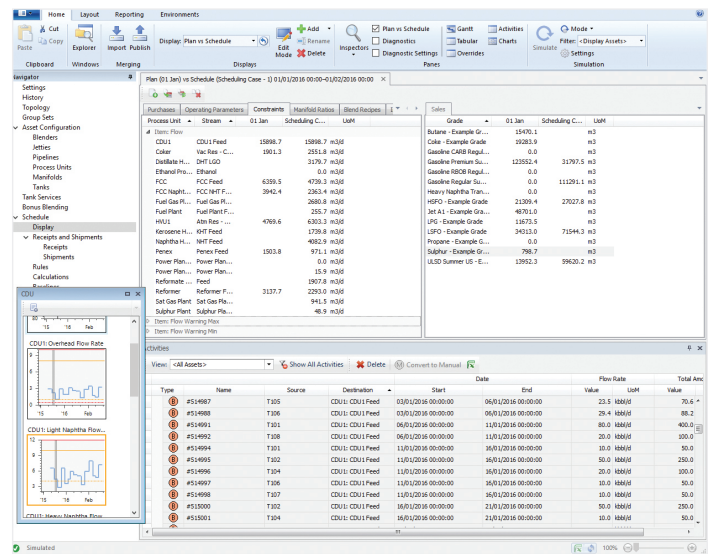 Home Layout Reporting Environments
Paste Cut Copy Explorer Import Publish Display: Plan vs Schedule Edit Mode Add Rename Delete Inspectors Plan vs Schedule Diagnostics Diagnostic Settings Gantt Tabular Overrides Activities Charts Simulate Mode Filter: <Display Assets> Settings
Clipboard Windows Merging Displays Panes Simulation
Navigator
Settings
History
Topology
Group Sets
Asset Configuration
Blenders
Jetties
Pipelines
Process Units
Manifolds
Tanks
Tank Services
Bonus Blending
Schedule
Display
Receipts and Shipments
Receipts
Shipments
Rules
Calculations
Baselines
Plan (01 Jan) vs Schedule (Scheduling Case - 1) 01/01/2016 00:00-01/02/2016 00:00
Purchases Operating Parameters Constraints Manifold Ratios Blend Recipes
Process Unit Stream 01 Jan Scheduling C... UoM
Item: Flow
CDU1 CDU1 Feed 15898.7 15898.7 m3/d
Coker Vac Res - C... 1901.3 2551.8 m3/d
Distillate H... DHT LGO 3179.7 m3/d
Ethanol Pro... Ethanol 0.0 m3/d
FCC FCC Feed 6359.5 4739.3 m3/d
FCC Napht... FCC NHT F... 3942.4 2363.4 m3/d
Fuel Gas Pl... Fuel Gas Pl... 2680.8 m3/d
Fuel Plant Fuel Plant F... 255.7 m3/d
HVU1 Atm Res - ... 4769.6 6303.3 m3/d
Kerosene H... KHT Feed 1739.8 m3/d
Naphtha H... NHT Feed 4082.9 m3/d
Penex Penex Feed 1503.8 971.1 m3/d
Power Plan... Power Plan... 0.0 m3/d
Power Plan... Power Plan... 15.9 m3/d
Reformate ... Feed 1907.8 m3/d
Reformer Reformer F... 3137.7 2293.0 m3/d
Sat Gas Plant Sat Gas Pla... 941.5 m3/d
Sulphur Plant Sulphur Pla... 48.9 m3/d
Item: Flow Warning Max
Item: Flow Warning Min
Sales
Grade 01 Jan Scheduling C... UoM
Butane - Example Gr... 15470.1 m3
Coke - Example Grade 19283.9 m3
Gasoline CARB Regul... 0.0 m3
Gasoline Premium Su... 123552.4 31797.5 m3
Gasoline RBOB Regul... 0.0 m3
Gasoline Regular Su... 0.0 111291.1 m3
Heavy Naphtha Tran... 0.0 m3
HSFO - Example Grade 21309.4 27027.8 m3
Jet A1 - Example Gra... 48701.0 m3
LPG - Example Grade 11673.5 m3
LSFO - Example Grade 34313.0 71544.3 m3
Propane - Example G... 0.0 m3
Sulphur - Example Gr... 798.7 m3
ULSD Summer US - E... 13952.3 59620.2 m3
CDU
'15 '16 Feb
CDU1: Overhead Flow Rate
9
6
3
0
'15 '16 Feb
CDU1: Light Naphtha Flow...
12
9
6
3
'15 '16 Feb
CDU1: Heavy Naphtha Flow
Activities
View: <All Assets> Show All Activities Delete Convert to Manual
Date Flow Rate Total Amo
Type Name Source Destination Start End Value UoM Value
B #514987 T105 CDU1: CDU1 Feed 03/01/2016 00:00:00 06/01/2016 00:00:00 23.5 kbbl/d 70.6
B #514988 T106 CDU1: CDU1 Feed 03/01/2016 00:00:00 06/01/2016 00:00:00 29.4 kbbl/d 88.2
B #514991 T101 CDU1: CDU1 Feed 06/01/2016 00:00:00 11/01/2016 00:00:00 80.0 kbbl/d 400.0
B #514992 T108 CDU1: CDU1 Feed 06/01/2016 00:00:00 11/01/2016 00:00:00 20.0 kbbl/d 100.0
B #514994 T101 CDU1: CDU1 Feed 11/01/2016 00:00:00 16/01/2016 00:00:00 10.0 kbbl/d 50.0
B #514995 T102 CDU1: CDU1 Feed 11/01/2016 00:00:00 16/01/2016 00:00:00 50.0 kbbl/d 250.0
B #514996 T104 CDU1: CDU1 Feed 11/01/2016 00:00:00 16/01/2016 00:00:00 20.0 kbbl/d 100.0
B #514997 T106 CDU1: CDU1 Feed 11/01/2016 00:00:00 16/01/2016 00:00:00 10.0 kbbl/d 50.0
B #514998 T107 CDU1: CDU1 Feed 11/01/2016 00:00:00 16/01/2016 00:00:00 10.0 kbbl/d 50.0
B #515000 T102 CDU1: CDU1 Feed 16/01/2016 00:00:00 21/01/2016 00:00:00 50.0 kbbl/d 250.0
B #515001 T104 CDU1: CDU1 Feed 16/01/2016 00:00:00 21/01/2016 00:00:00 10.0 kbbl/d 50.0
Simulated 100%